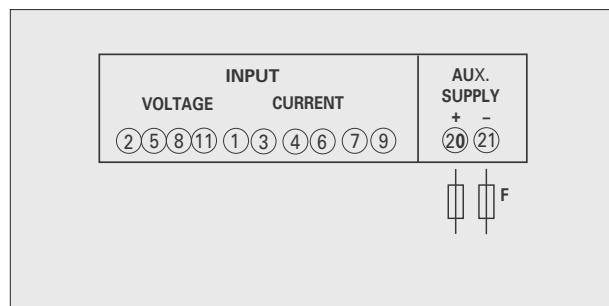 INPUT
VOLTAGE CURRENT
2 5 8 11 1 3 4 6 7 9
AUX.
SUPPLY
+ –
20 21
F